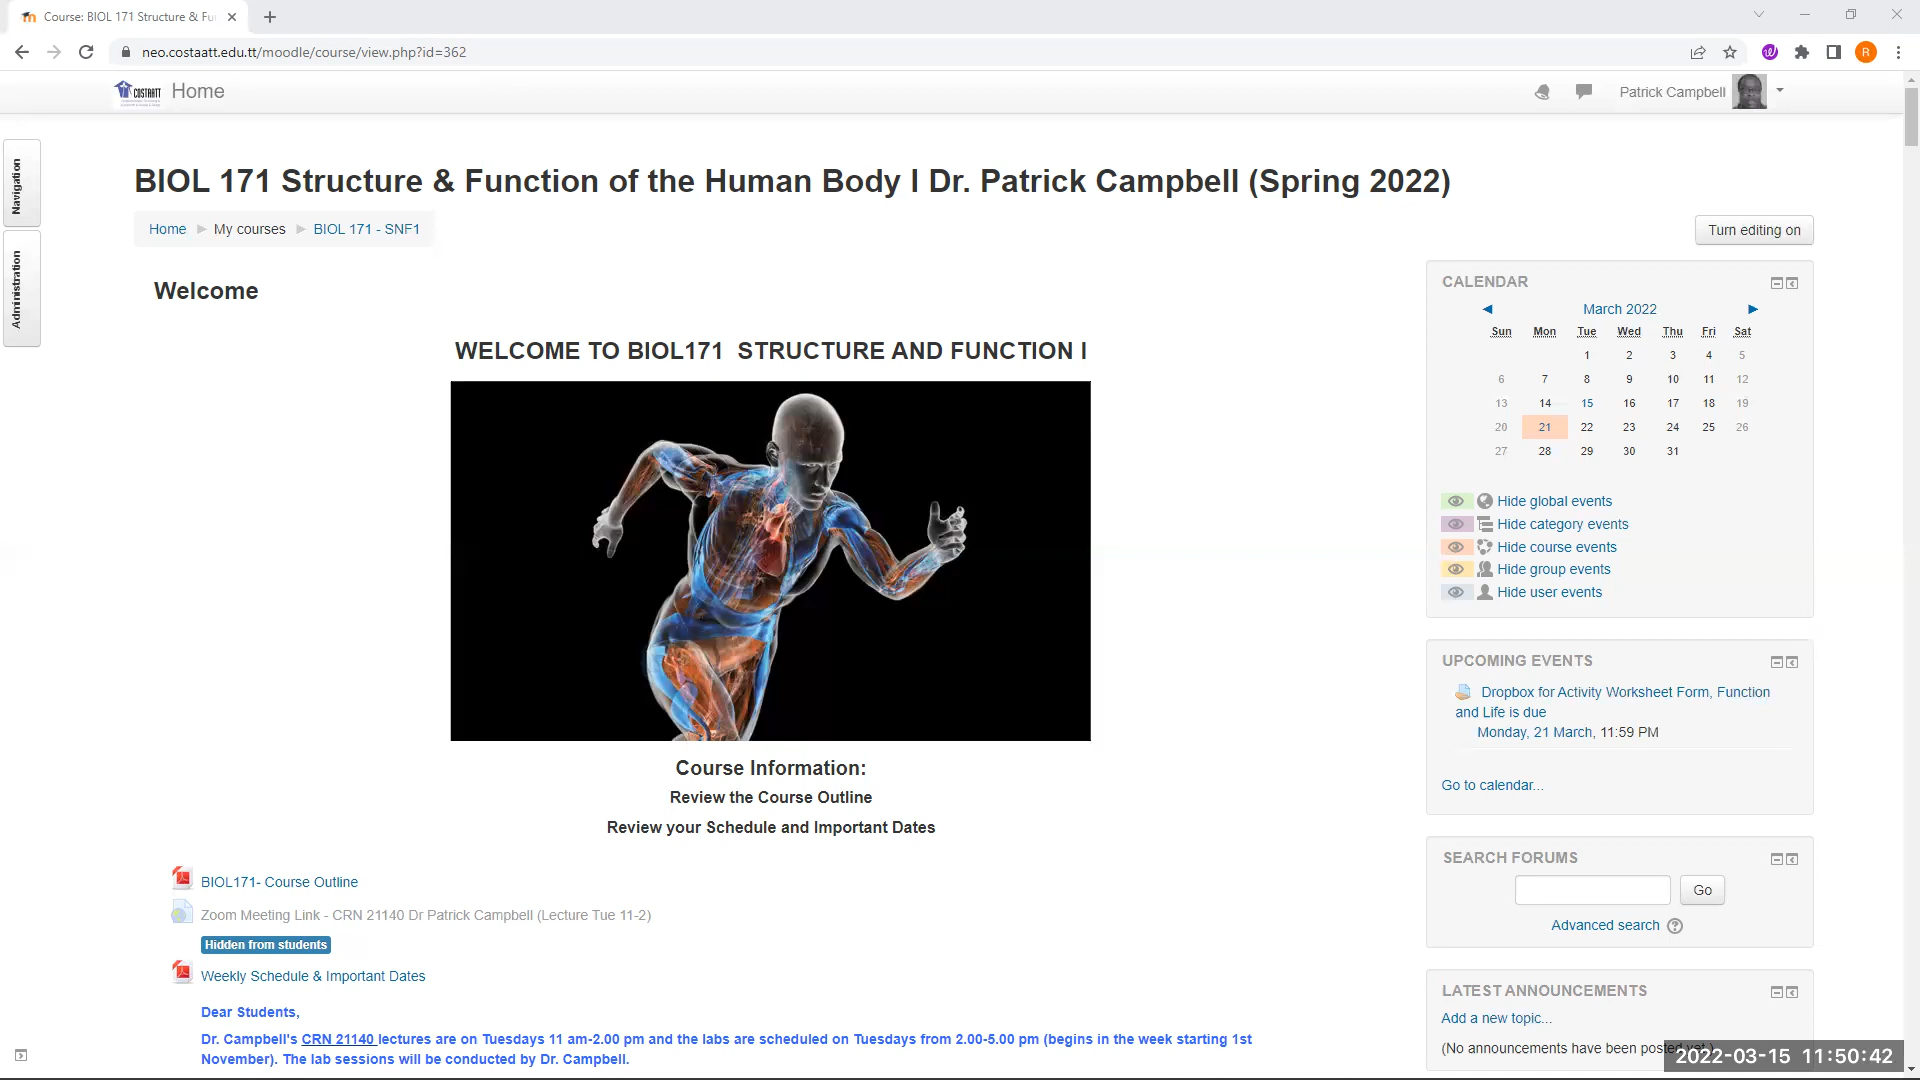 Course: BIOL 171 Structure & Fu
neo.costaatt.edu.tt/moodle/course/view.php?id=362
R
COSTAATT
Home
Patrick Campbell
Navigation
Administration
BIOL 171 Structure & Function of the Human Body I Dr. Patrick Campbell (Spring 2022)
Home
My courses
BIOL 171 - SNF1
Turn editing on
Welcome
WELCOME TO BIOL171 STRUCTURE AND FUNCTION I
Course Information:
Review the Course Outline
Review your Schedule and Important Dates
BIOL171- Course Outline
Zoom Meeting Link - CRN 21140 Dr Patrick Campbell (Lecture Tue 11-2)
Hidden from students
Weekly Schedule & Important Dates
Dear Students,
Dr. Campbell's CRN 21140 lectures are on Tuesdays 11 am-2.00 pm and the labs are scheduled on Tuesdays from 2.00-5.00 pm (begins in the week starting 1st
November). The lab sessions will be conducted by Dr. Campbell.
CALENDAR
March 2022
Sun Mon Tue Wed Thu Fri Sat
1 2 3 4 5
6 7 8 9 10 11 12
13 14 15 16 17 18 19
20 21 22 23 24 25 26
27 28 29 30 31
Hide global events
Hide category events
Hide course events
Hide group events
Hide user events
UPCOMING EVENTS
Dropbox for Activity Worksheet Form, Function
and Life is due
Monday, 21 March, 11:59 PM
Go to calendar...
SEARCH FORUMS
Go
Advanced search
LATEST ANNOUNCEMENTS
Add a new topic...
(No announcements have been posted yet.)
2022-03-15 11:50:42